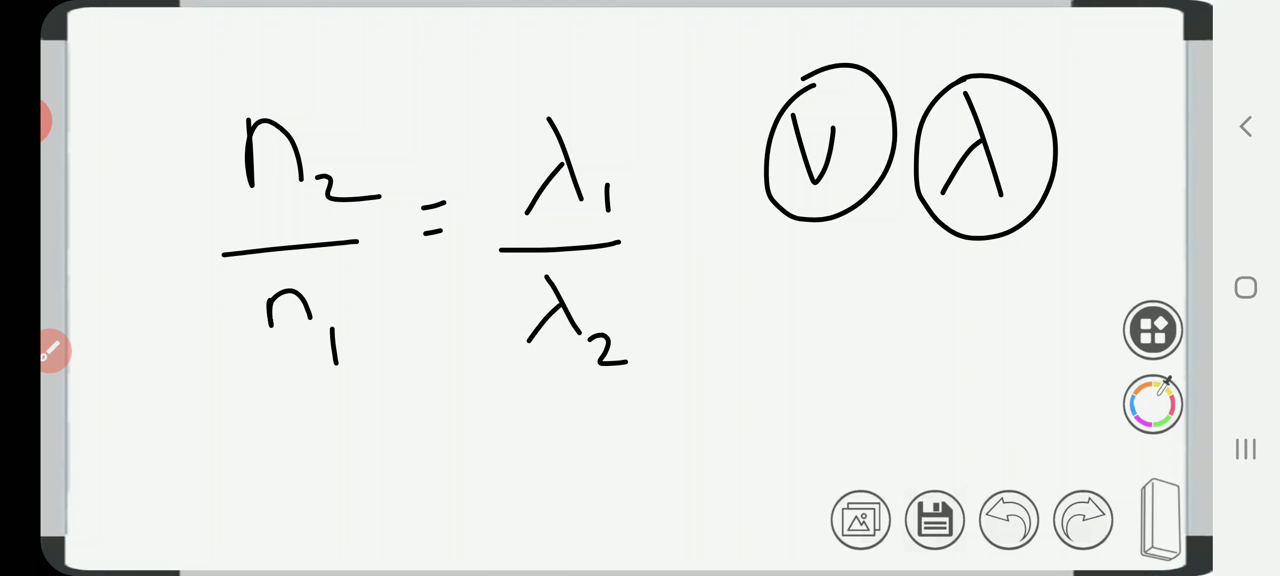 n₂/n₁ = λ₁/λ₂
v λ